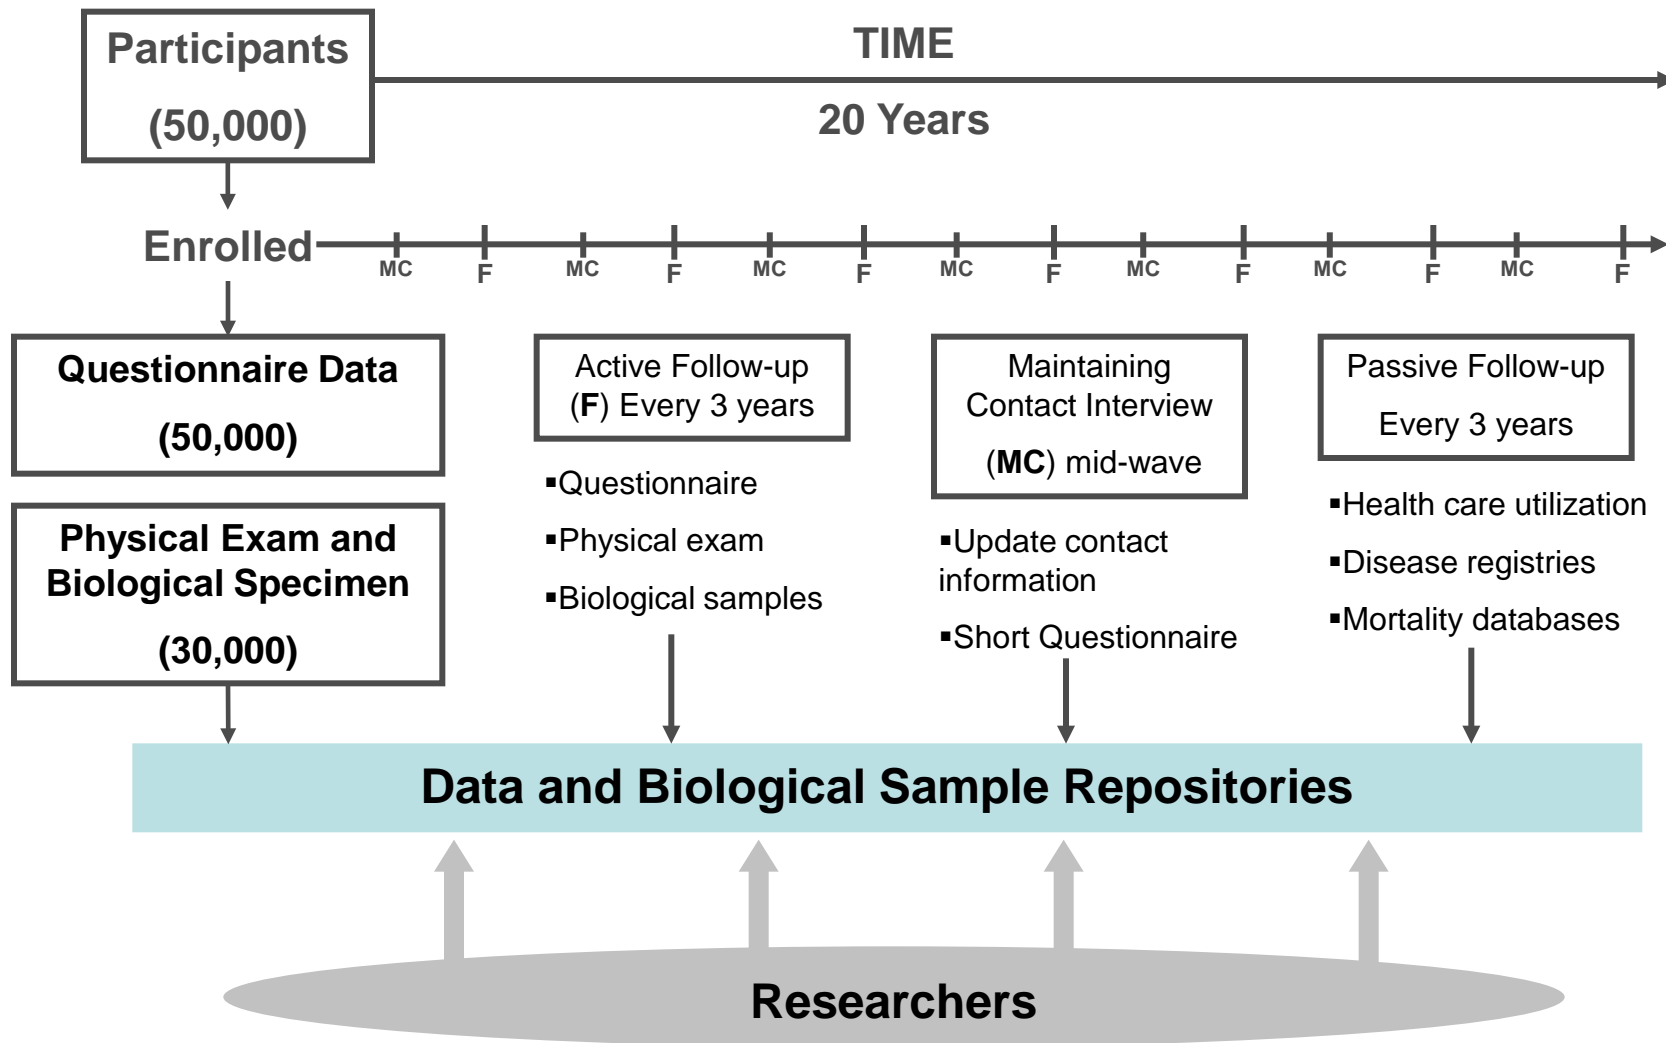 Participants
(50,000)
TIME
20 Years
Enrolled
MC F MC F MC F MC F MC F MC F MC F
Questionnaire Data
(50,000)
Physical Exam and
Biological Specimen
(30,000)
Active Follow-up
(F) Every 3 years
▪Questionnaire
▪Physical exam
▪Biological samples
Maintaining
Contact Interview
(MC) mid-wave
▪Update contact
information
▪Short Questionnaire
Passive Follow-up
Every 3 years
▪Health care utilization
▪Disease registries
▪Mortality databases
Data and Biological Sample Repositories
Researchers